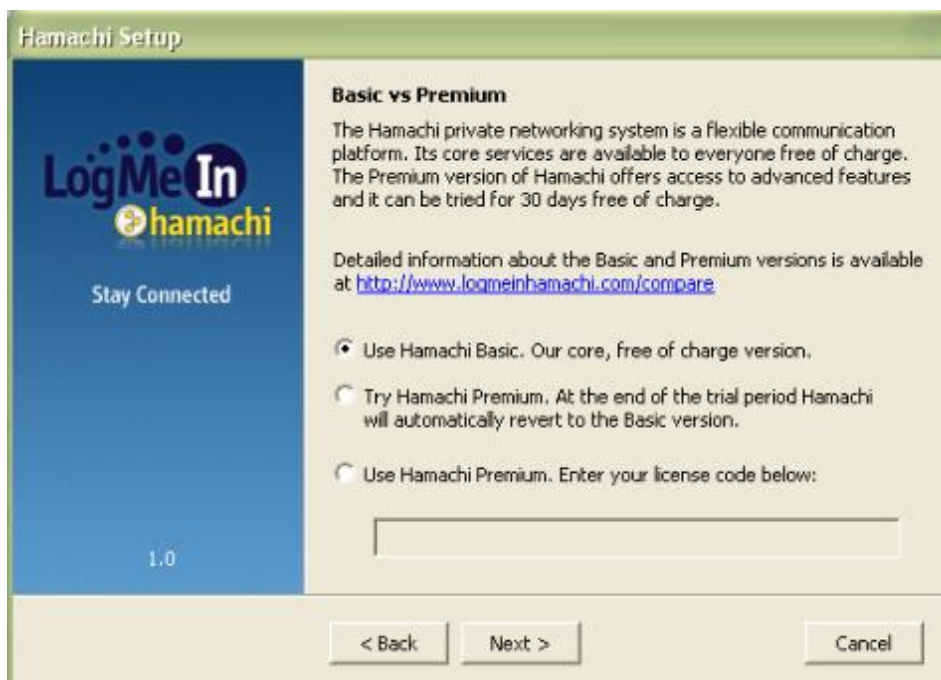 Hamachi Setup
LogMeIn
hamachi
Stay Connected
1.0
Basic vs Premium
The Hamachi private networking system is a flexible communication
platform. Its core services are available to everyone free of charge.
The Premium version of Hamachi offers access to advanced features
and it can be tried for 30 days free of charge.
Detailed information about the Basic and Premium versions is available
at http://www.logmeinhamachi.com/compare
Use Hamachi Basic. Our core, free of charge version.
Try Hamachi Premium. At the end of the trial period Hamachi
will automatically revert to the Basic version.
Use Hamachi Premium. Enter your license code below:
< Back
Next >
Cancel